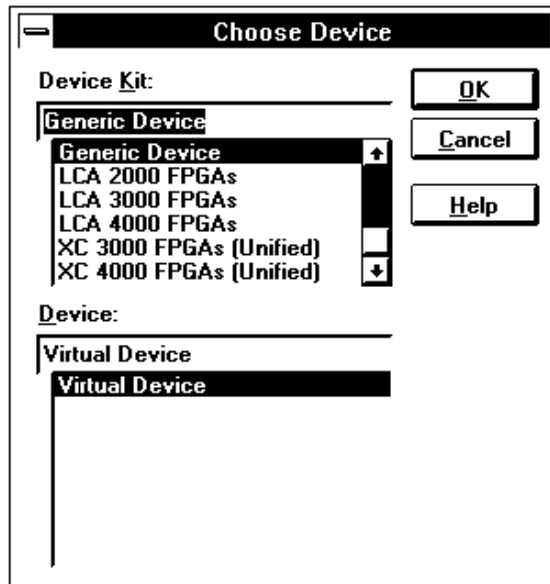 Choose Device
Device Kit:
OK
Generic Device
Cancel
Generic Device
LCA 2000 FPGAs
LCA 3000 FPGAs
LCA 4000 FPGAs
XC 3000 FPGAs (Unified)
XC 4000 FPGAs (Unified)
Help
Device:
Virtual Device
Virtual Device